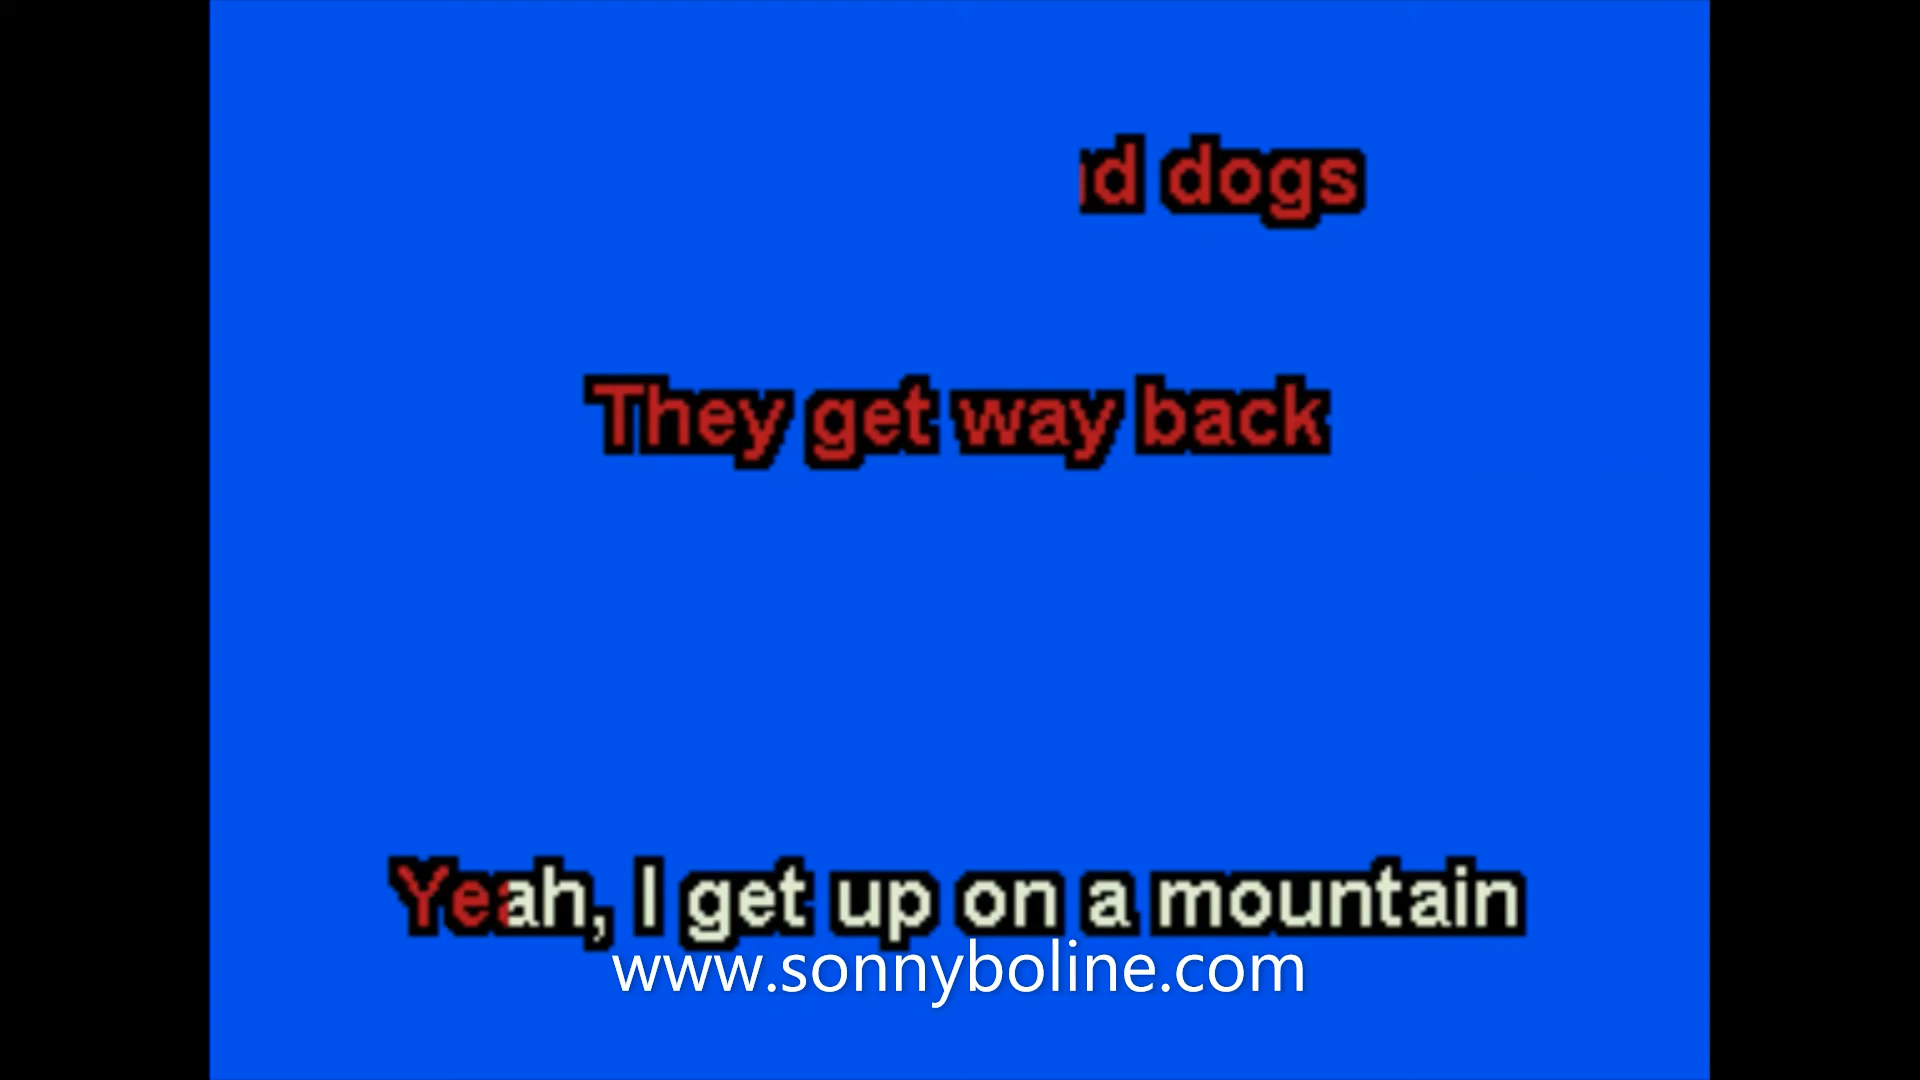 d dogs
They get way back
Yeah, I get up on a mountain
www.sonnyboline.com